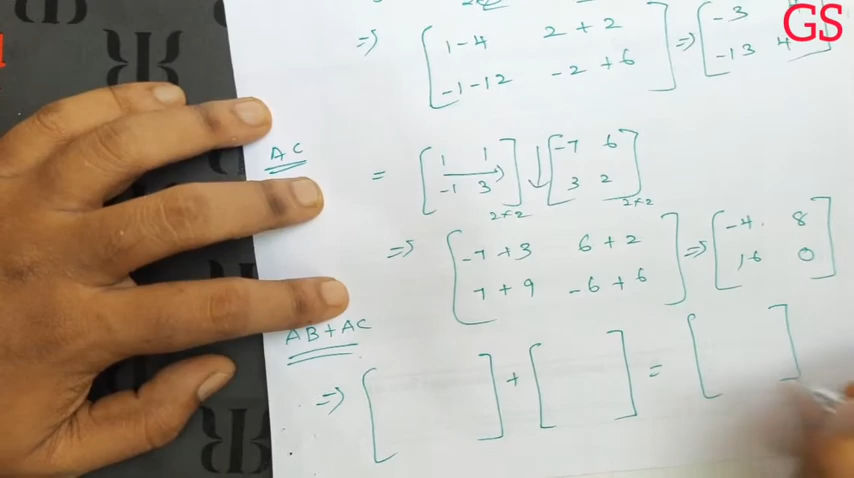 => [ 1-4 2+2 ] => [ -3
-1-12 -2+6 -13 4
GS
AC
= [ 1 1 ] [ -7 6 ]
-1 3 3 2
2×2 2×2
=> [ -7+3 6+2 ] => [ -4 8 ]
7+9 -6+6 16 0
AB+AC
=> [ ] + [ ] = [ ]